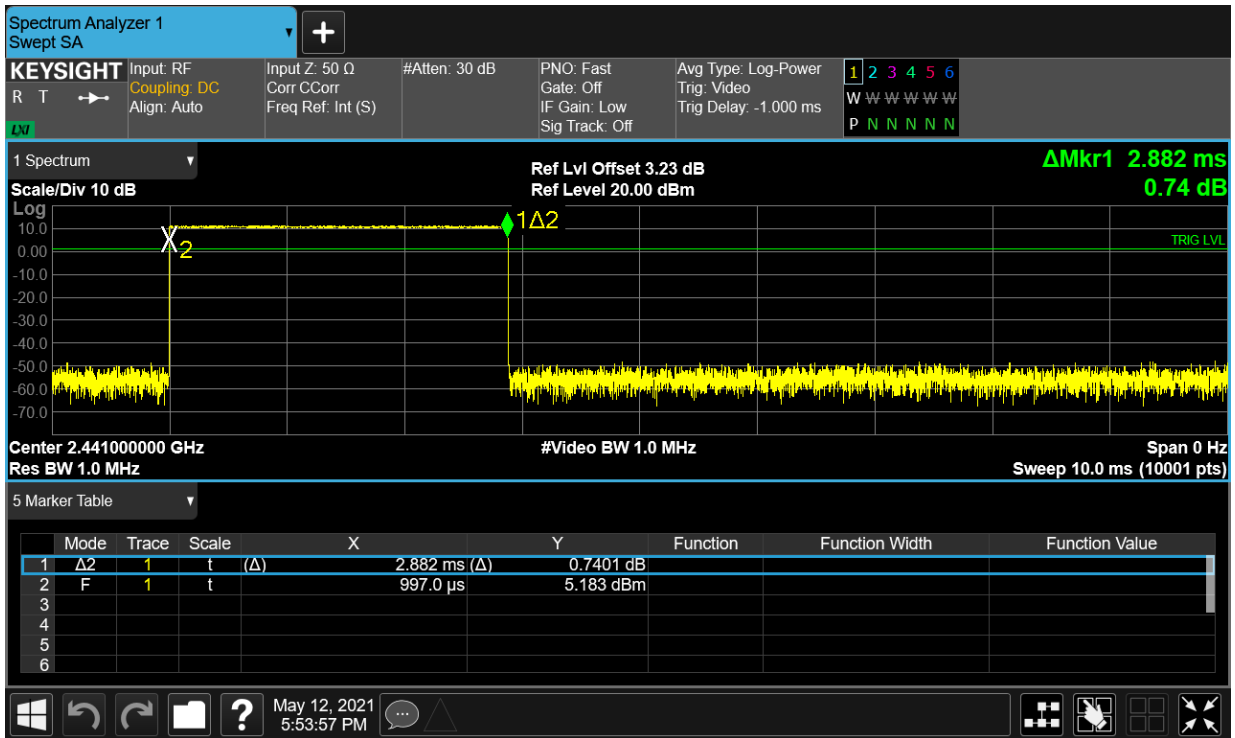 Spectrum Analyzer 1
Swept SA
▼
+
KEYSIGHT
R T
LXI
Input: RF
Coupling: DC
Align: Auto
Input Z: 50 Ω
Corr CCorr
Freq Ref: Int (S)
#Atten: 30 dB
PNO: Fast
Gate: Off
IF Gain: Low
Sig Track: Off
Avg Type: Log-Power
Trig: Video
Trig Delay: -1.000 ms
1 2 3 4 5 6
W W W W W W
P N N N N N
1 Spectrum ▼
Scale/Div 10 dB
Ref Lvl Offset 3.23 dB
Ref Level 20.00 dBm
ΔMkr1 2.882 ms
0.74 dB
Log
10.0
0.00
-10.0
-20.0
-30.0
-40.0
-50.0
-60.0
-70.0
X2
1Δ2
TRIG LVL
Center 2.441000000 GHz
Res BW 1.0 MHz
#Video BW 1.0 MHz
Span 0 Hz
Sweep 10.0 ms (10001 pts)
5 Marker Table ▼
Mode Trace Scale X Y Function Function Width Function Value
1 Δ2 1 t (Δ) 2.882 ms (Δ) 0.7401 dB
2 F 1 t 997.0 µs 5.183 dBm
3
4
5
6
?
May 12, 2021
5:53:57 PM